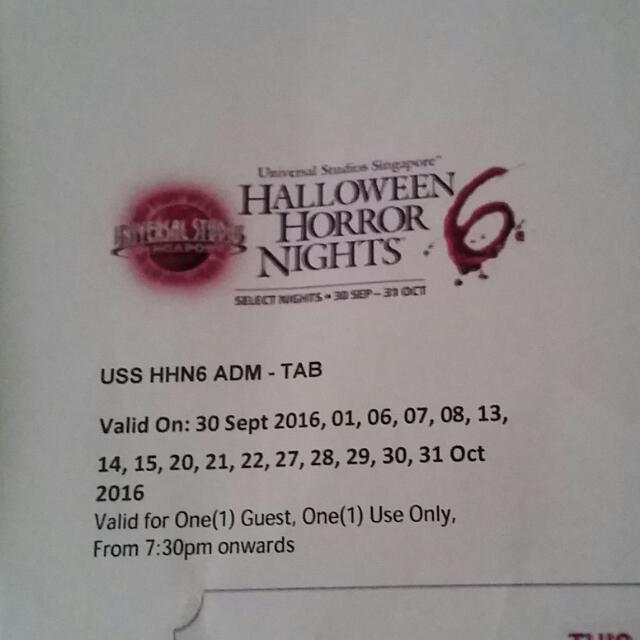 Universal Studios Singapore™
HALLOWEEN
HORROR
NIGHTS
6
UNIVERSAL STUDIOS
SINGAPORE
SELECT NIGHTS • 30 SEP – 31 OCT
USS HHN6 ADM - TAB
Valid On: 30 Sept 2016, 01, 06, 07, 08, 13,
14, 15, 20, 21, 22, 27, 28, 29, 30, 31 Oct
2016
Valid for One(1) Guest, One(1) Use Only,
From 7:30pm onwards